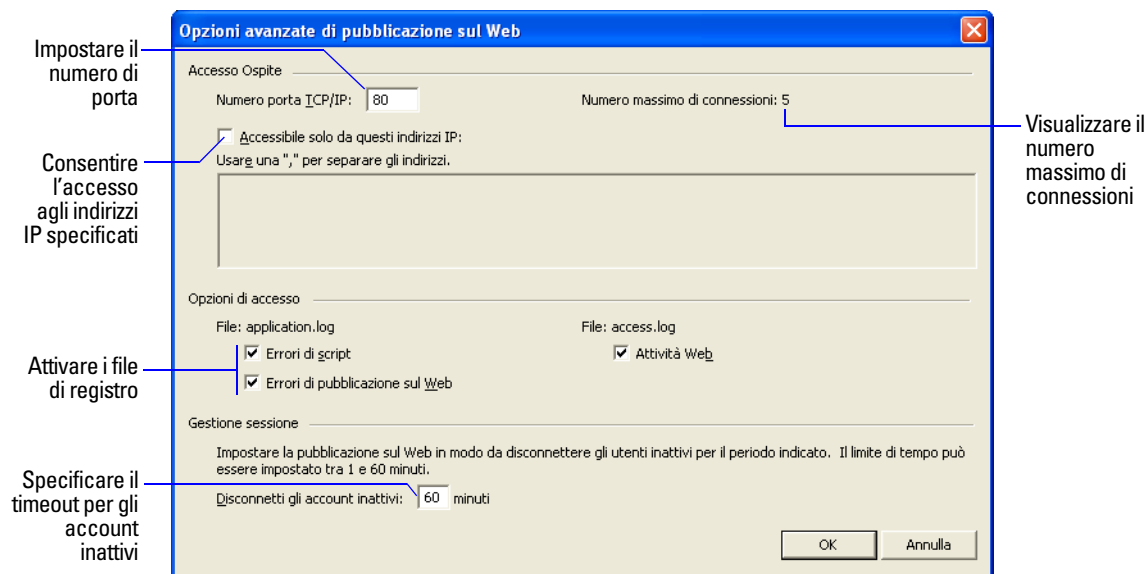 Opzioni avanzate di pubblicazione sul Web
Impostare il
numero di
porta
Accesso Ospite
Numero porta TCP/IP: 80
Numero massimo di connessioni: 5
Accessibile solo da questi indirizzi IP:
Usare una "," per separare gli indirizzi.
Consentire
l'accesso
agli indirizzi
IP specificati
Visualizzare il
numero
massimo di
connessioni
Opzioni di accesso
File: application.log
File: access.log
Errori di script
Attività Web
Errori di pubblicazione sul Web
Attivare i file
di registro
Gestione sessione
Impostare la pubblicazione sul Web in modo da disconnettere gli utenti inattivi per il periodo indicato. Il limite di tempo può
essere impostato tra 1 e 60 minuti.
Disconnetti gli account inattivi: 60 minuti
Specificare il
timeout per gli
account
inattivi
OK
Annulla